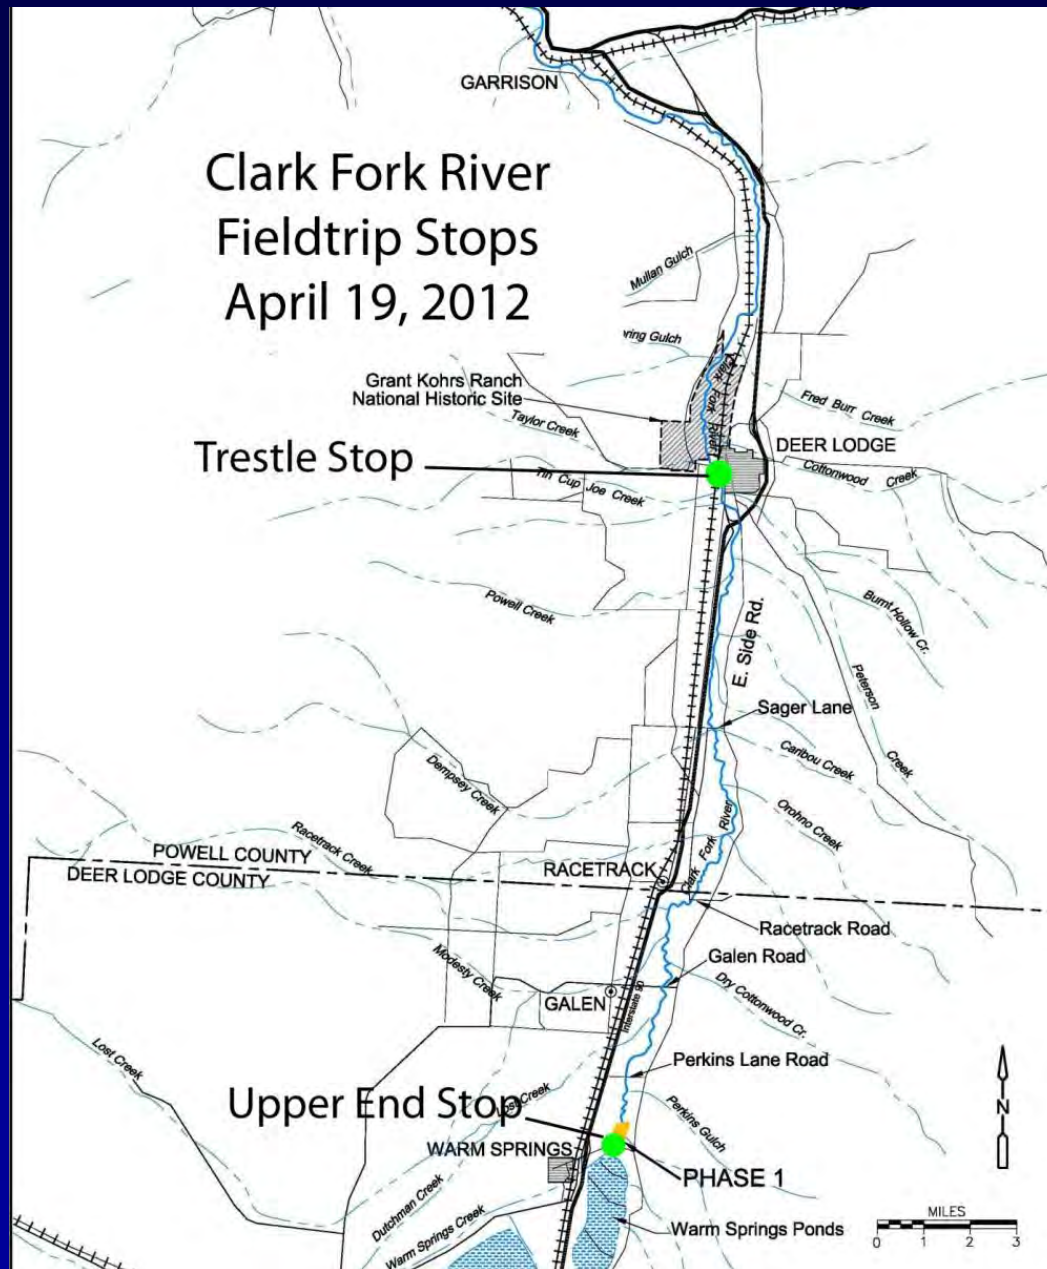 GARRISON
Clark Fork River
Fieldtrip Stops
April 19, 2012
Mullan Gulch
ring Gulch
Grant Kohrs Ranch
National Historic Site
Clark Fork River
Taylor Creek
Fred Burr Creek
DEER LODGE
Trestle Stop
Tin Cup Joe Creek
Cottonwood Creek
Powell Creek
Burnt Hollow Cr.
E. Side Rd.
Peterson Creek
Sager Lane
Caribou Creek
Dempsey Creek
Orohno Creek
Racetrack Creek
Clark Fork River
POWELL COUNTY
DEER LODGE COUNTY
RACETRACK
Racetrack Road
Galen Road
Modesty Creek
Dry Cottonwood Cr.
GALEN
Interstate 90
Lost Creek
Perkins Lane Road
Upper End Stop
Lost Creek
Perkins Gulch
N
WARM SPRINGS
PHASE 1
Dutchman Creek
Warm Springs Creek
Warm Springs Ponds
MILES
0 1 2 3